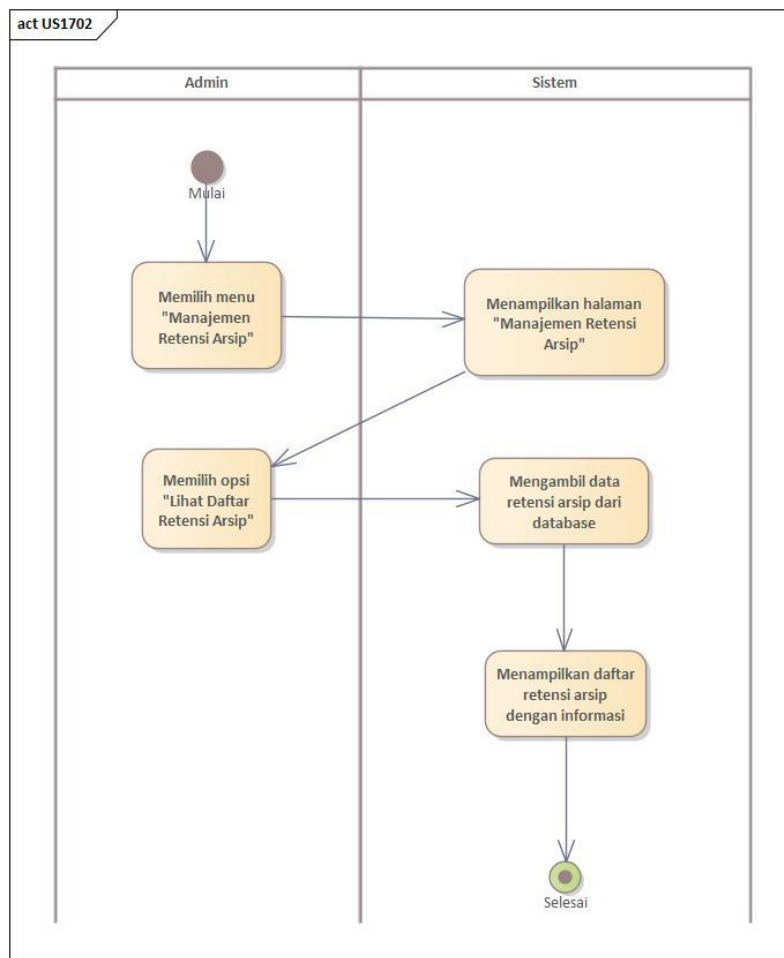 act US1702
Admin
Sistem
Mulai
Memilih menu
"Manajemen
Retensi Arsip"
Menampilkan halaman
"Manajemen Retensi
Arsip"
Memilih opsi
"Lihat Daftar
Retensi Arsip"
Mengambil data
retensi arsip dari
database
Menampilkan daftar
retensi arsip
dengan informasi
Selesai